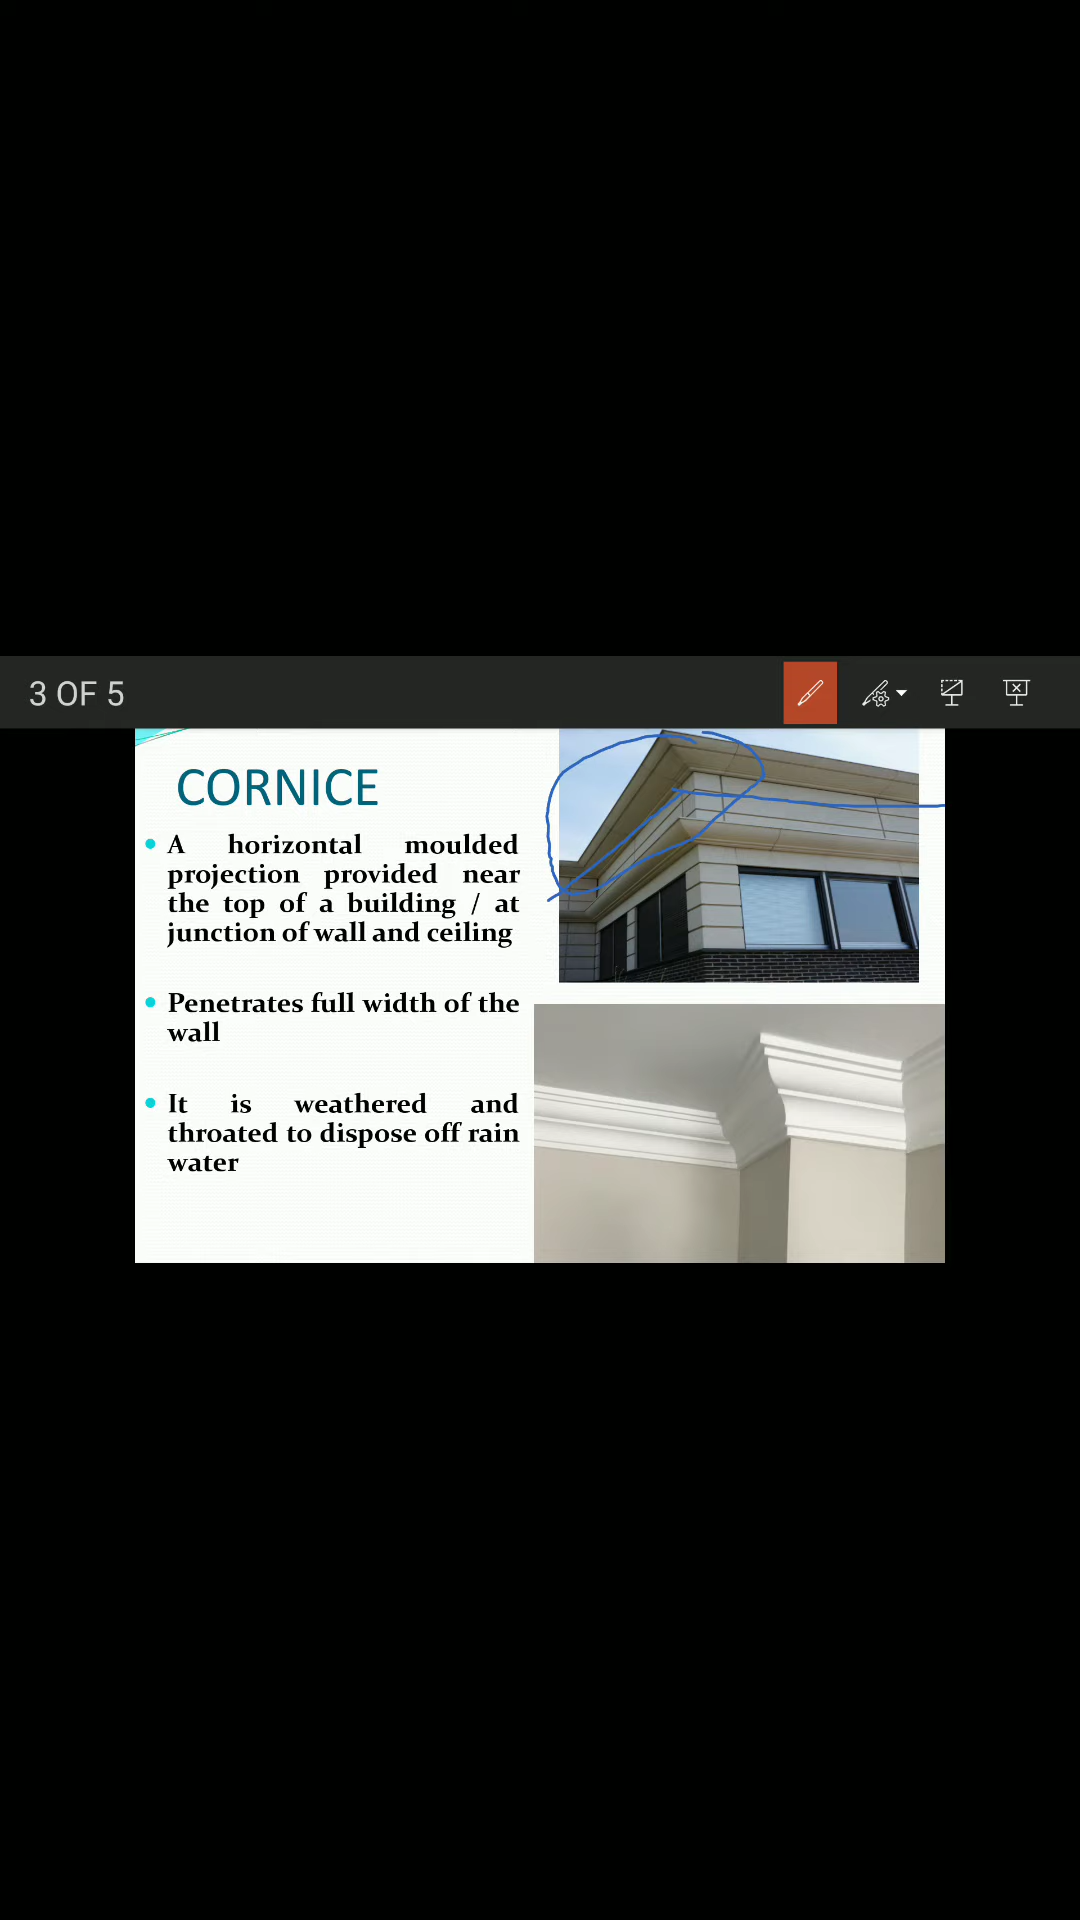 3 OF 5
CORNICE
A horizontal moulded
projection provided near
the top of a building / at
junction of wall and ceiling
Penetrates full width of the
wall
It is weathered and
throated to dispose off rain
water